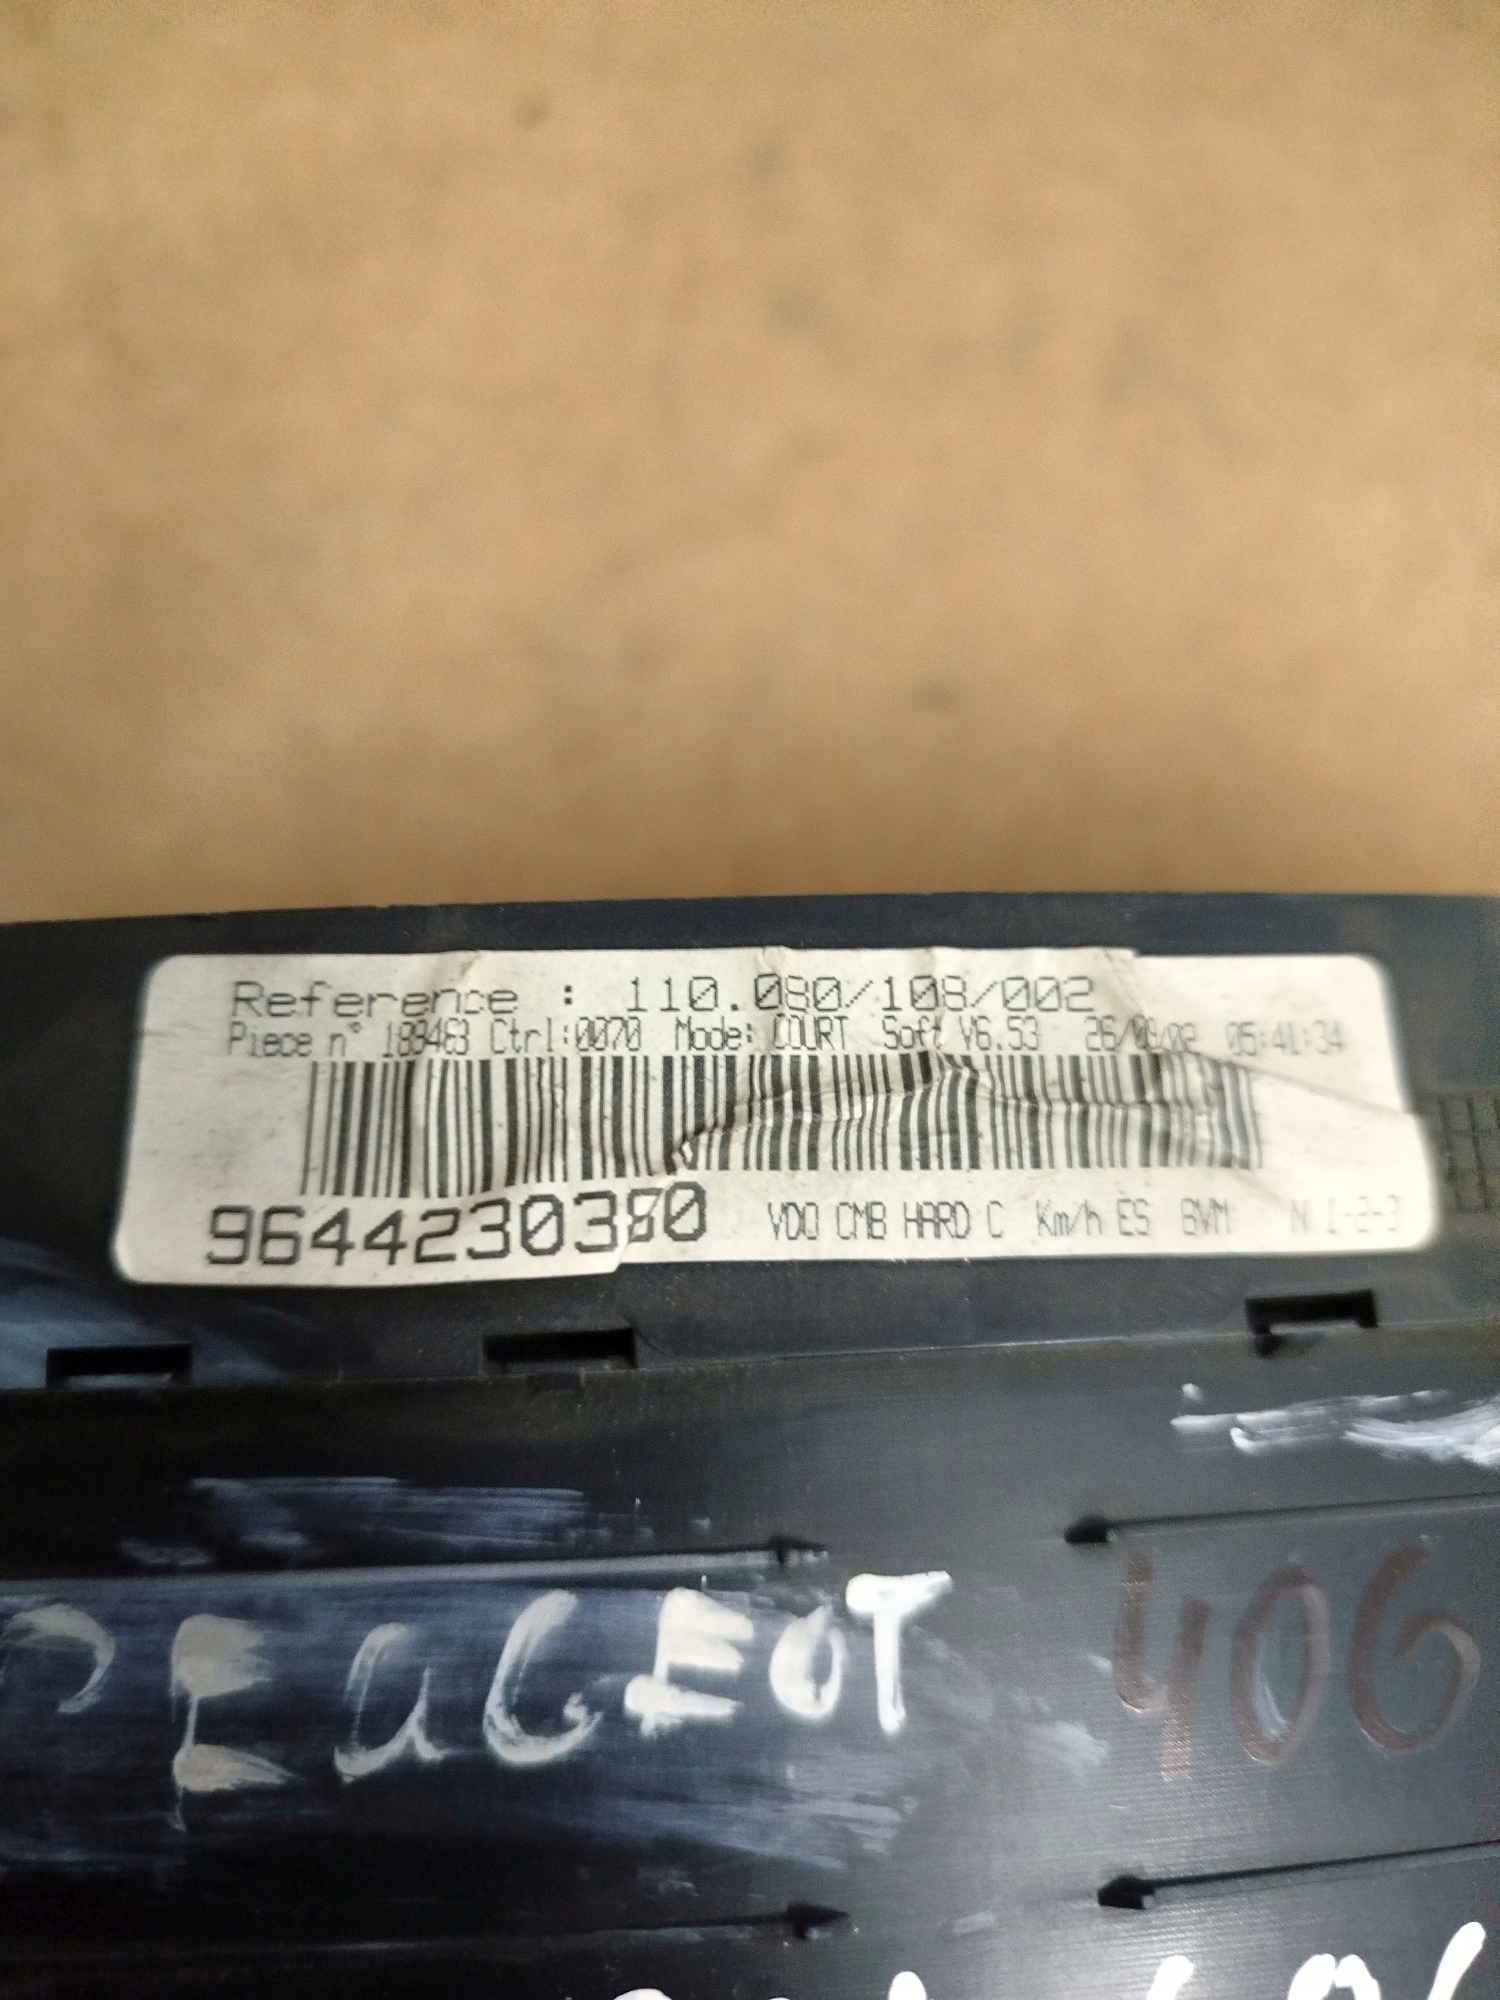 Reference : 110.080/108/002
Piece n° 189463 Ctrl:0070 Mode: COURT Soft V6.53 26/09/02 05:41:34
9644230380 VDO CMB HARD C Km/h ES BVM N 1-2-3
PEUGEOT 406